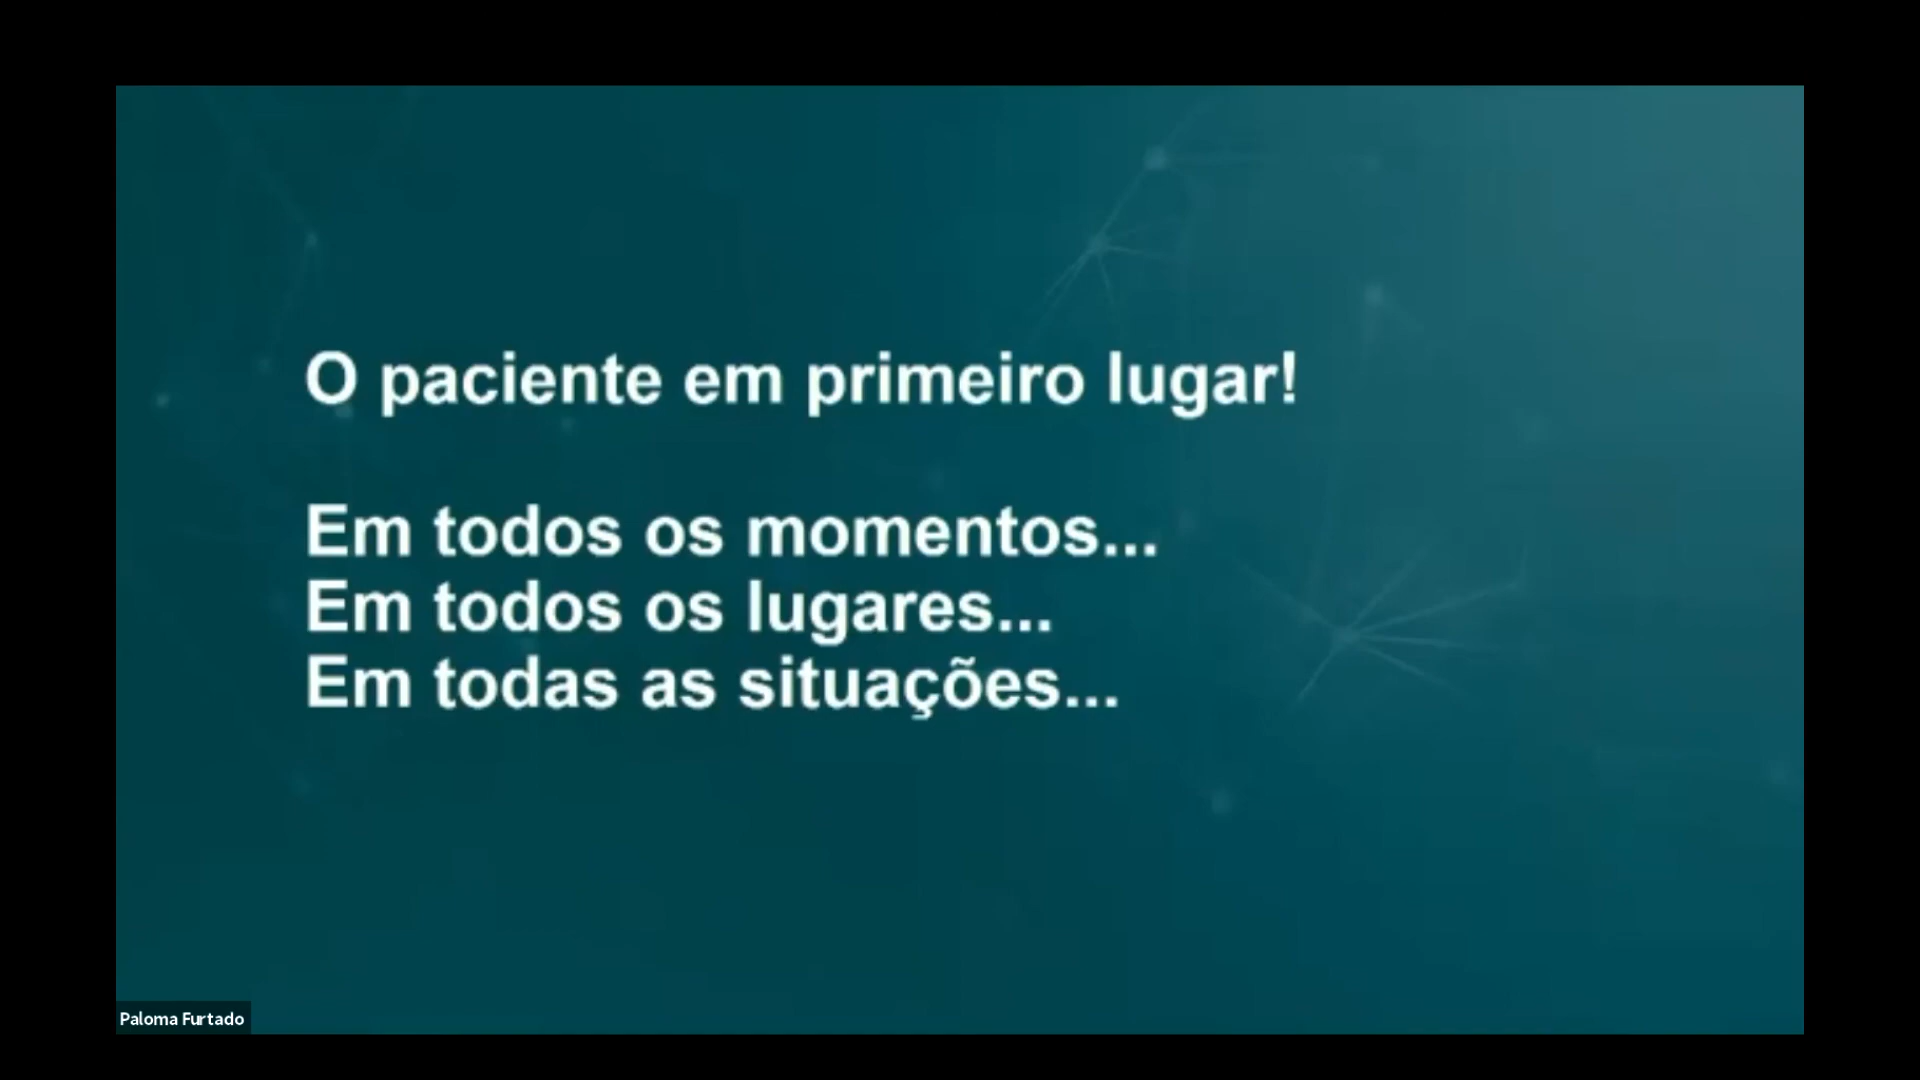 O paciente em primeiro lugar!
Em todos os momentos...
Em todos os lugares...
Em todas as situações...
Paloma Furtado